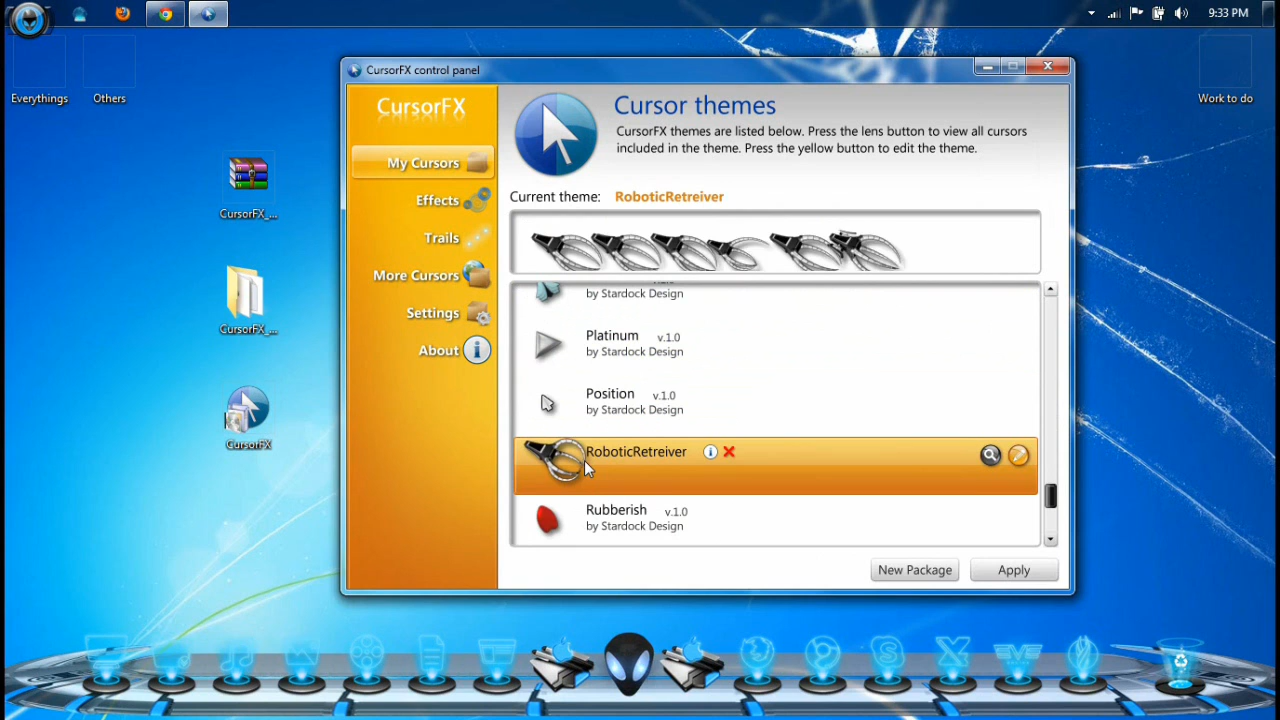 9:33 PM
Everythings
Others
Work to do
CursorFX_...
CursorFX_...
CursorFX
CursorFX control panel
CursorFX
My Cursors
Effects
Trails
More Cursors
Settings
About
Cursor themes
CursorFX themes are listed below. Press the lens button to view all cursors
included in the theme. Press the yellow button to edit the theme.
Current theme: RoboticRetreiver
by Stardock Design
Platinum v.1.0
by Stardock Design
Position v.1.0
by Stardock Design
RoboticRetreiver
Rubberish v.1.0
by Stardock Design
New Package
Apply